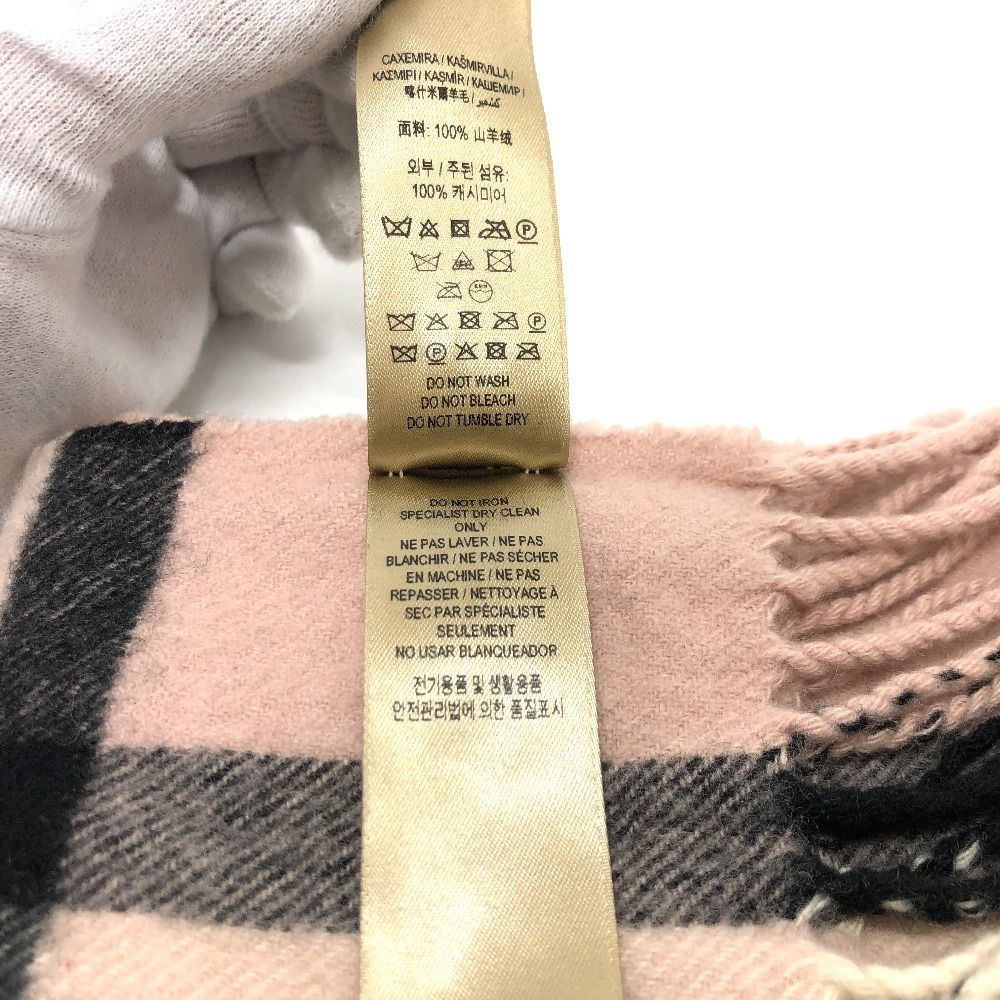 CAXEMIRA / KAŠMIRVILLA /
ΚΑΣΜΙΡΙ / KAŞMİR / КАШЕМИР /
喀什米爾羊毛 / كشمير
面料: 100% 山羊绒
외부 / 주된 섬유:
100% 캐시미어
P
P
P
DO NOT WASH
DO NOT BLEACH
DO NOT TUMBLE DRY
DO NOT IRON
SPECIALIST DRY CLEAN
ONLY
NE PAS LAVER / NE PAS
BLANCHIR / NE PAS SÉCHER
EN MACHINE / NE PAS
REPASSER / NETTOYAGE À
SEC PAR SPÉCIALISTE
SEULEMENT
NO USAR BLANQUEADOR
전기용품 및 생활용품
안전관리법에 의한 품질표시